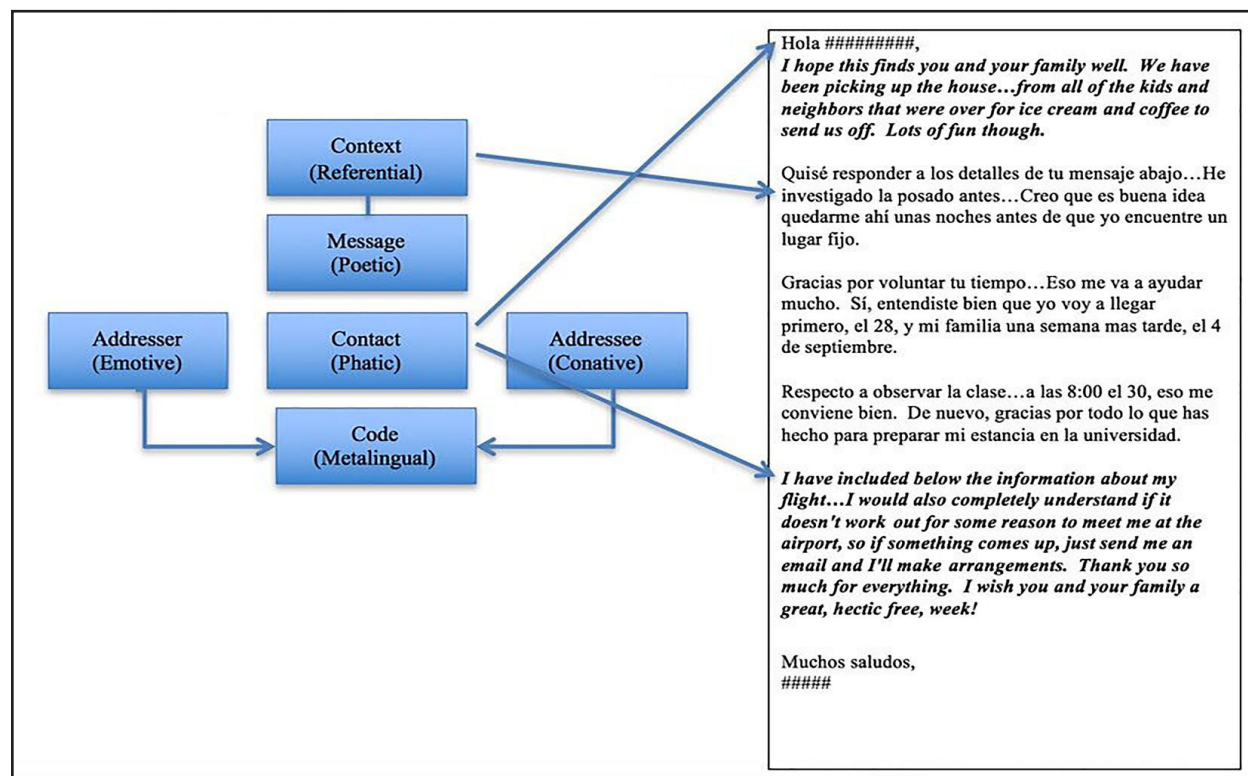 Context
(Referential)
Message
(Poetic)
Addresser
(Emotive)
Contact
(Phatic)
Addressee
(Conative)
Code
(Metalingual)
Hola #########,
I hope this finds you and your family well.  We have
been picking up the house…from all of the kids and
neighbors that were over for ice cream and coffee to
send us off.  Lots of fun though.
Quisé responder a los detalles de tu mensaje abajo…He
investigado la posado antes…Creo que es buena idea
quedarme ahí unas noches antes de que yo encuentre un
lugar fijo.
Gracias por voluntar tu tiempo…Eso me va a ayudar
mucho.  Sí, entendiste bien que yo voy a llegar
primero, el 28, y mi familia una semana mas tarde, el 4
de septiembre.
Respecto a observar la clase…a las 8:00 el 30, eso me
conviene bien.  De nuevo, gracias por todo lo que has
hecho para preparar mi estancia en la universidad.
I have included below the information about my
flight…I would also completely understand if it
doesn't work out for some reason to meet me at the
airport, so if something comes up, just send me an
email and I'll make arrangements.  Thank you so
much for everything.  I wish you and your family a
great, hectic free, week!
Muchos saludos,
#####